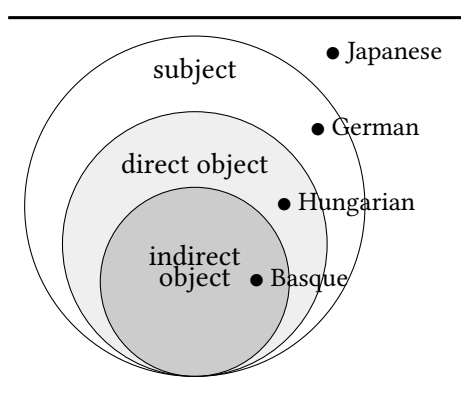 • Japanese
subject
• German
direct object
• Hungarian
indirect
object
• Basque